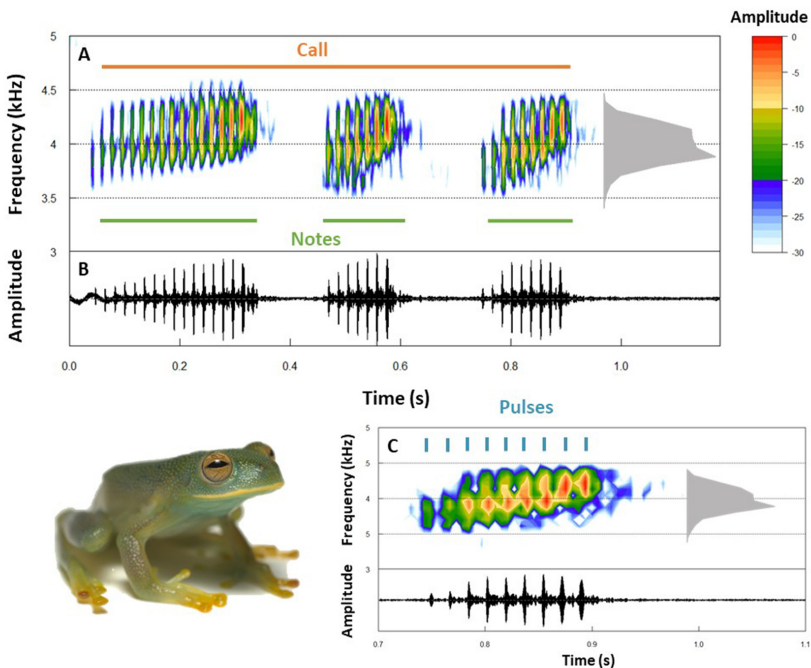 Amplitude
A
Call
5
4.5
4
3.5
3
Frequency (kHz)
0
-5
-10
-15
-20
-25
-30
Notes
B
Amplitude
0.0 0.2 0.4 0.6 0.8 1.0
Time (s)
Pulses
C
5
5
4
5
3
Frequency (kHz)
Amplitude
0.7 0.8 0.9 1.0 1.1
Time (s)